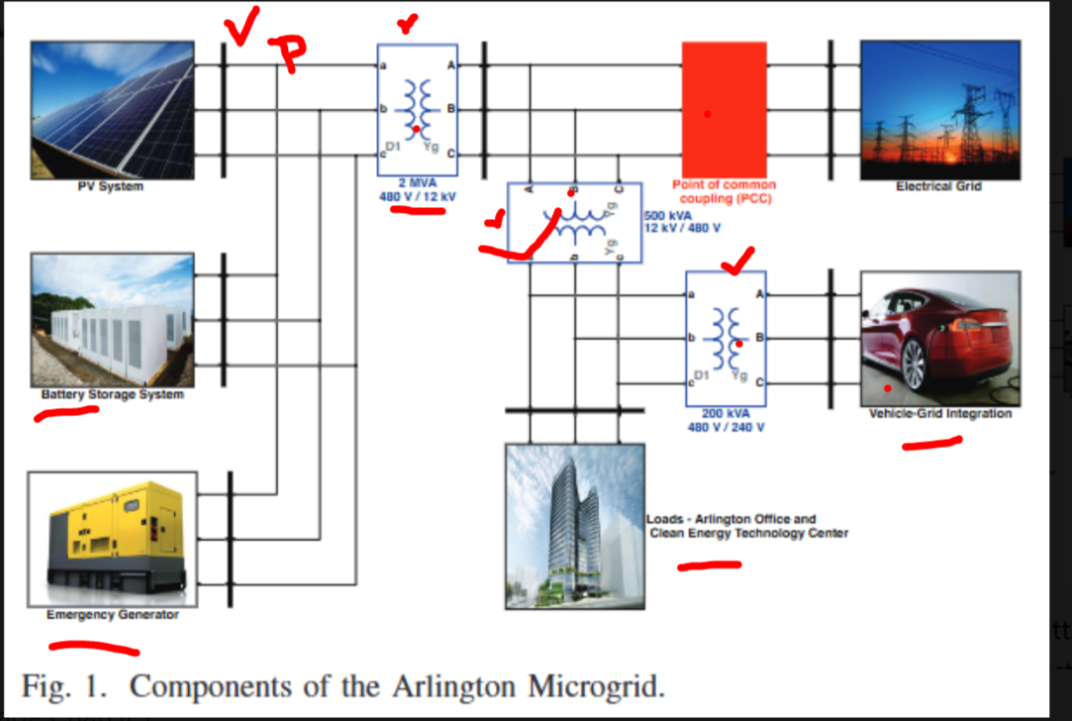 V
P
a
A
b
B
c
C
D1
Yg
PV System
2 MVA
480 V / 12 kV
Point of common
coupling (PCC)
Electrical Grid
A
B
C
Yg
Yg
a
b
c
500 kVA
12 kV / 480 V
Battery Storage System
a
A
b
B
c
C
D1
Yg
200 kVA
480 V / 240 V
Vehicle-Grid Integration
Loads - Arlington Office and
Clean Energy Technology Center
Emergency Generator
Fig. 1. Components of the Arlington Microgrid.